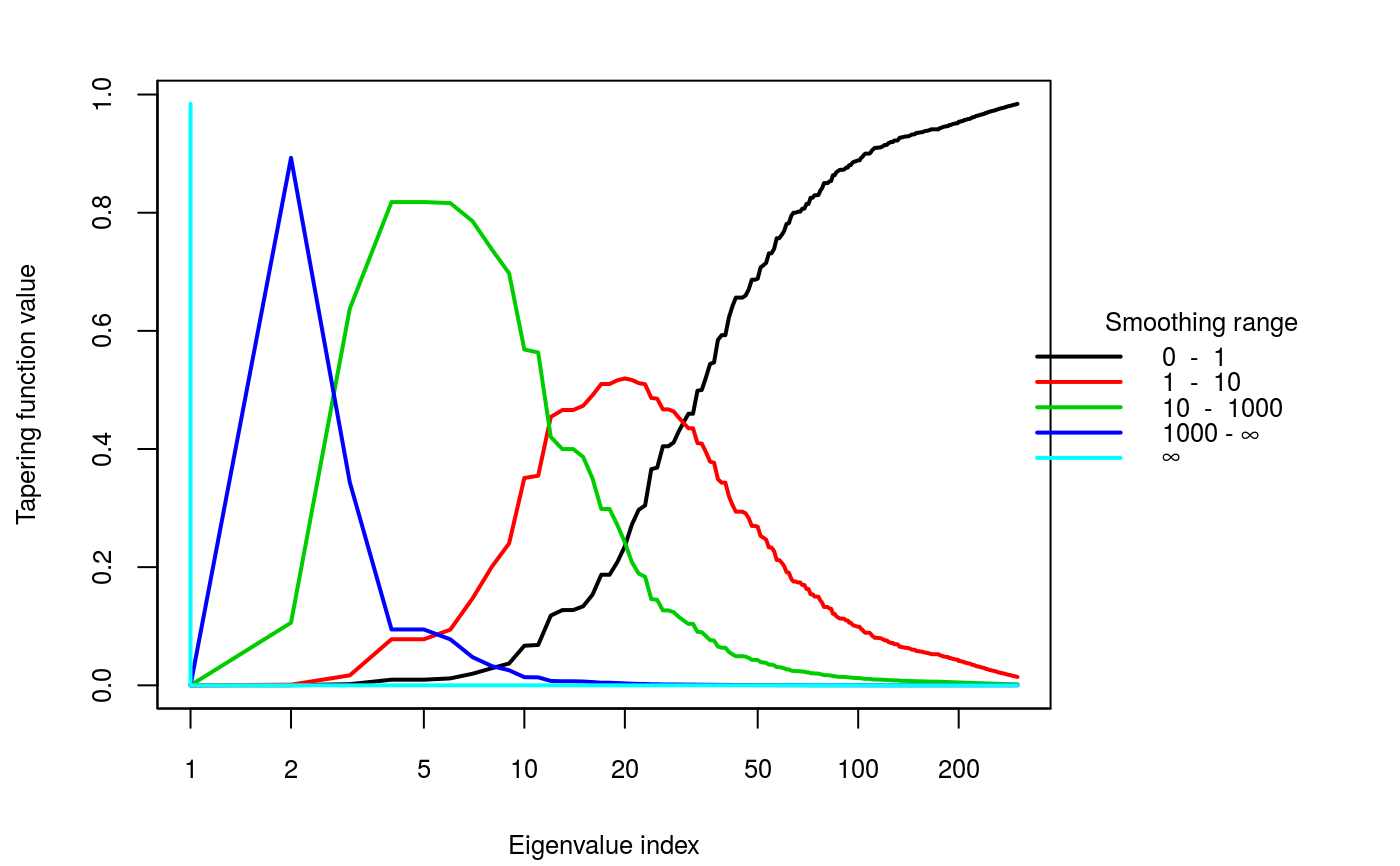 Tapering function value
1.0
0.8
0.6
0.4
0.2
0.0
1 2 5 10 20 50 100 200
Eigenvalue index
Smoothing range
0 - 1
1 - 10
10 - 1000
1000 - ∞
∞